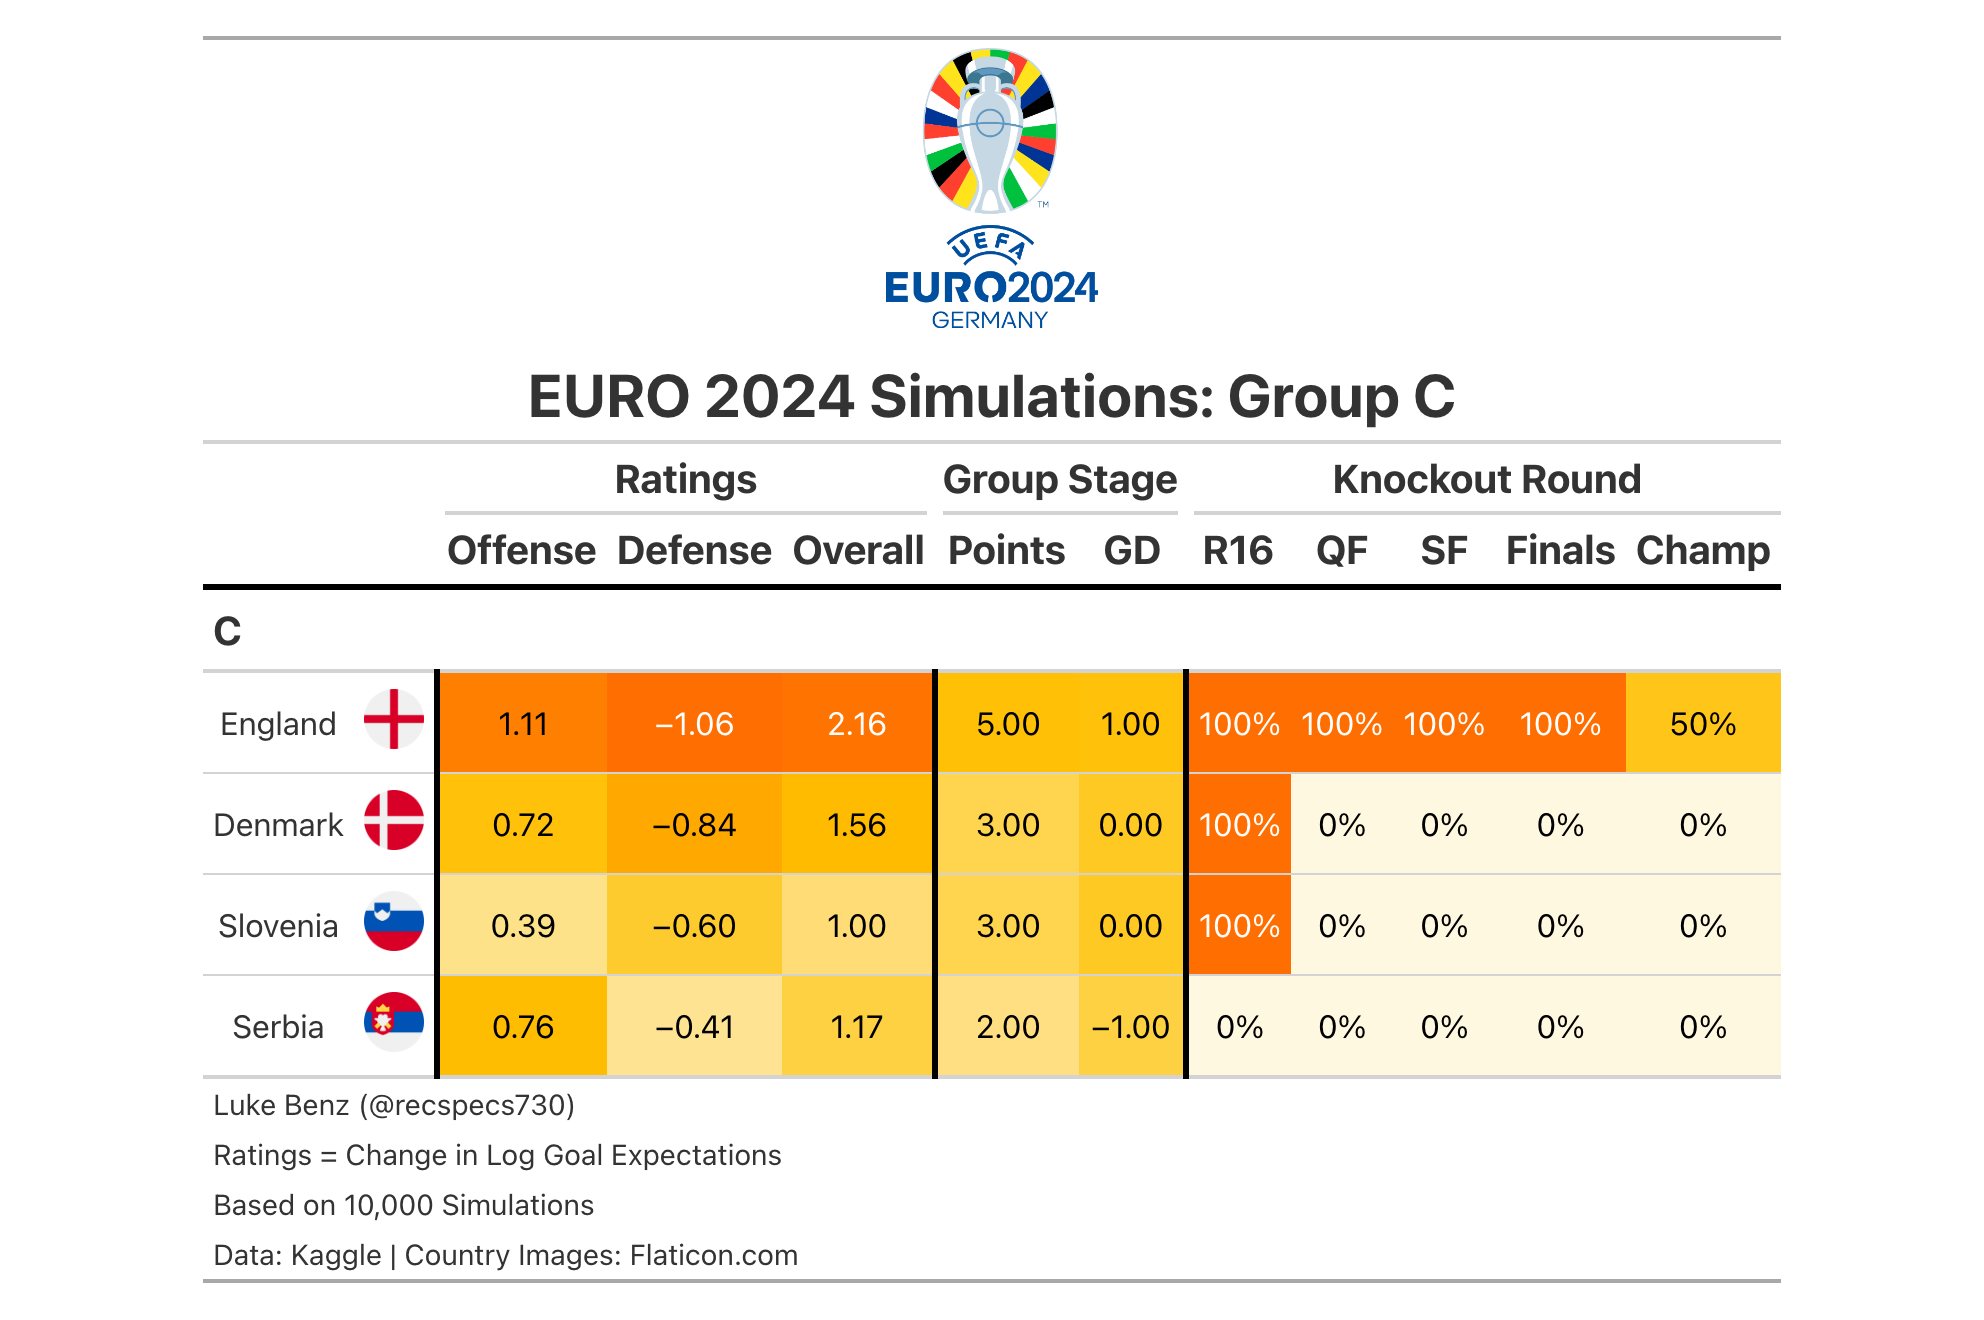 TM
UEFA
EURO2024
GERMANY
EURO 2024 Simulations: Group C
Ratings Group Stage Knockout Round
Offense Defense Overall Points GD R16 QF SF Finals Champ
C
England 1.11 −1.06 2.16 5.00 1.00 100% 100% 100% 100% 50%
Denmark 0.72 −0.84 1.56 3.00 0.00 100% 0% 0% 0% 0%
Slovenia 0.39 −0.60 1.00 3.00 0.00 100% 0% 0% 0% 0%
Serbia 0.76 −0.41 1.17 2.00 −1.00 0% 0% 0% 0% 0%
Luke Benz (@recspecs730)
Ratings = Change in Log Goal Expectations
Based on 10,000 Simulations
Data: Kaggle | Country Images: Flaticon.com